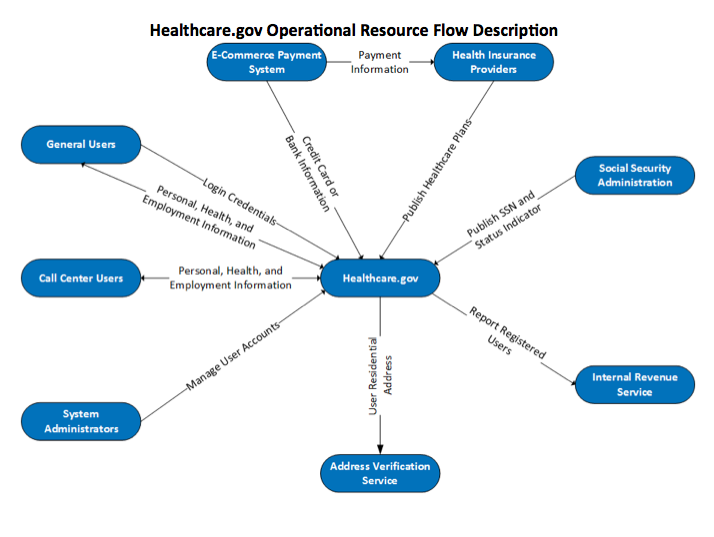 Healthcare.gov Operational Resource Flow Description
E-Commerce Payment
System
Payment
Information
Health Insurance
Providers
General Users
Login Credentials
Personal, Health, and
Employment Information
Credit Card or
Bank Information
Publish Healthcare Plans
Social Security
Administration
Publish SSN and
Status Indicator
Call Center Users
Personal, Health, and
Employment Information
Healthcare.gov
Manage User Accounts
User Residential
Address
Report Registered
Users
Internal Revenue
Service
System
Administrators
Address Verification
Service